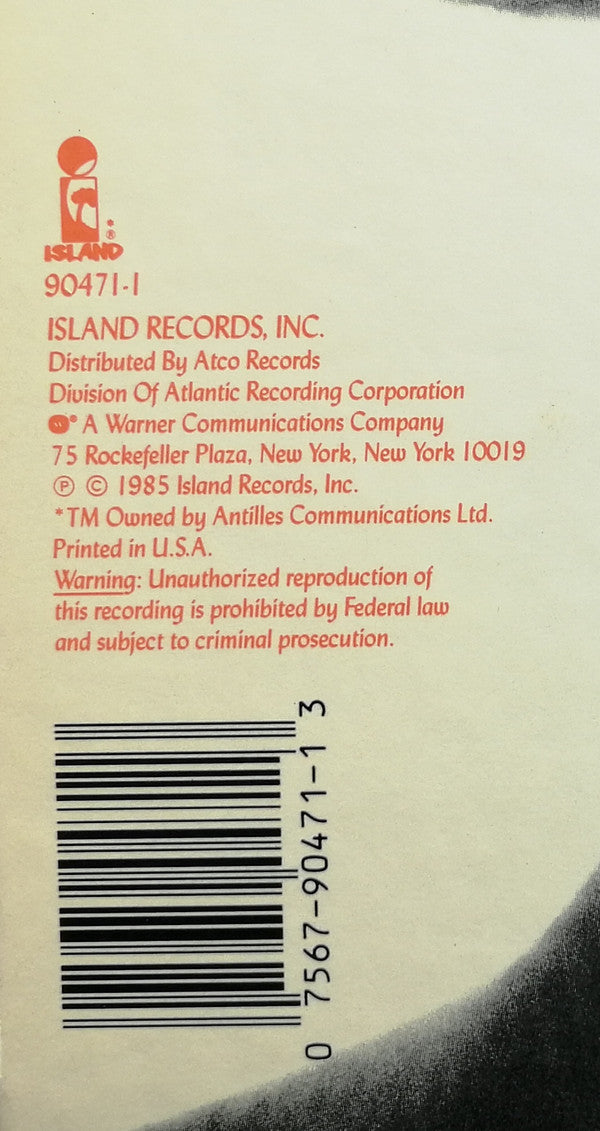 *
®
ISLAND
90471-1
ISLAND RECORDS, INC.
Distributed By Atco Records
Division Of Atlantic Recording Corporation
® A Warner Communications Company
75 Rockefeller Plaza, New York, New York 10019
℗ © 1985 Island Records, Inc.
*TM Owned by Antilles Communications Ltd.
Printed in U.S.A.
Warning: Unauthorized reproduction of
this recording is prohibited by Federal law
and subject to criminal prosecution.
0 7567-90471-1 3